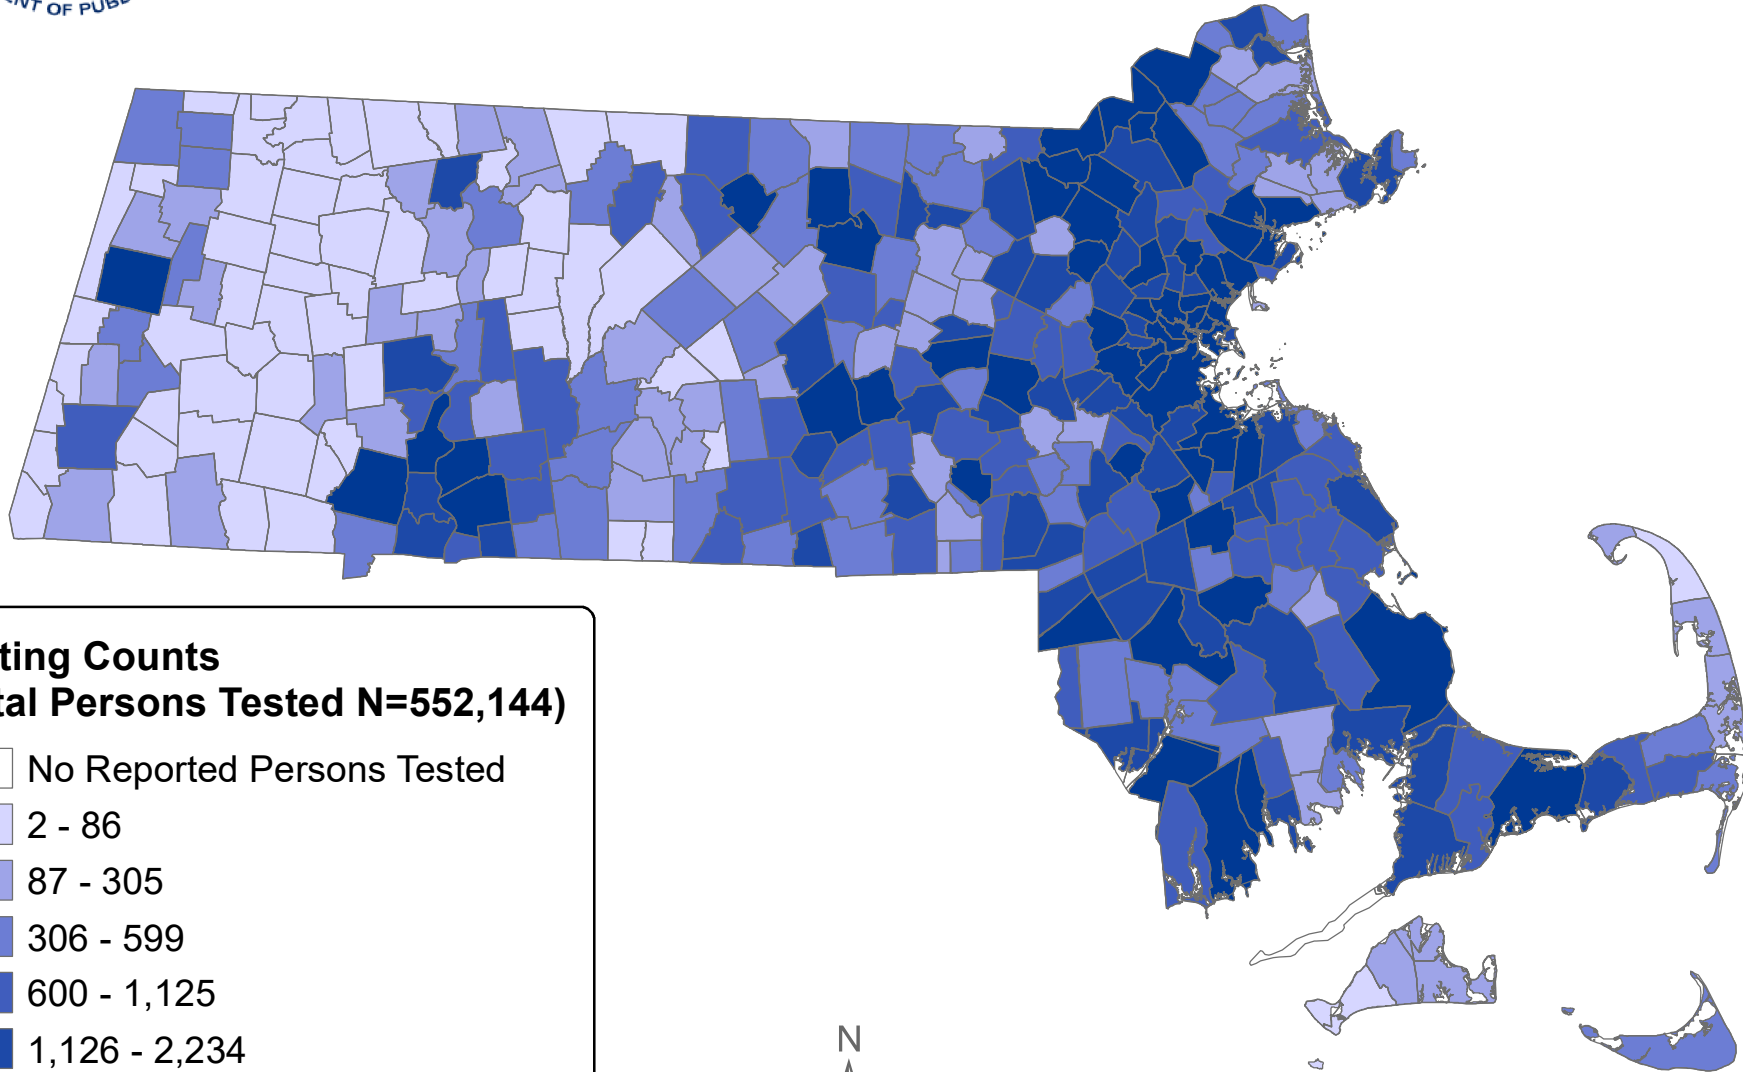 NT OF PUB
ting Counts
tal Persons Tested N=552,144)
No Reported Persons Tested
2 - 86
87 - 305
306 - 599
600 - 1,125
1,126 - 2,234
N